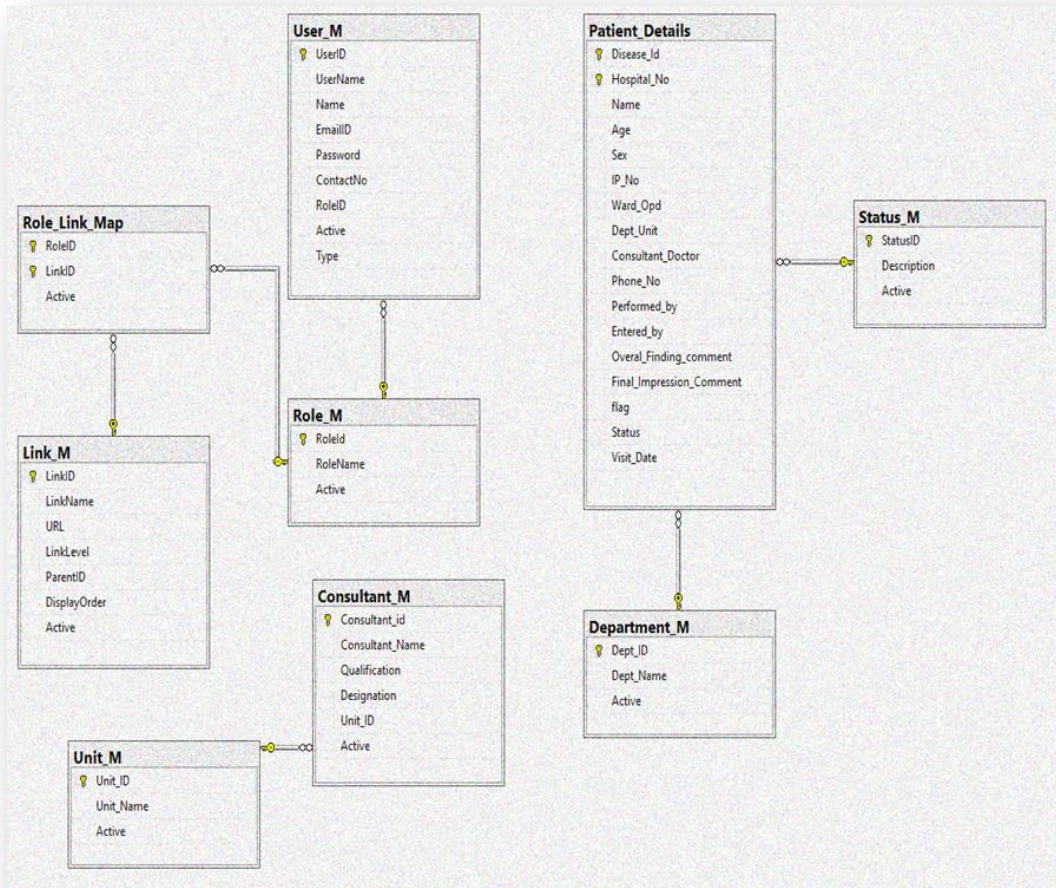 User_M
UserID
UserName
Name
EmailID
Password
ContactNo
RoleID
Active
Type
Patient_Details
Disease_Id
Hospital_No
Name
Age
Sex
IP_No
Ward_Opd
Dept_Unit
Consultant_Doctor
Phone_No
Performed_by
Entered_by
Overal_Finding_comment
Final_Impression_Comment
flag
Status
Visit_Date
Role_Link_Map
RoleID
LinkID
Active
Status_M
StatusID
Description
Active
Role_M
RoleId
RoleName
Active
Link_M
LinkID
LinkName
URL
LinkLevel
ParentID
DisplayOrder
Active
Consultant_M
Consultant_id
Consultant_Name
Qualification
Designation
Unit_ID
Active
Department_M
Dept_ID
Dept_Name
Active
Unit_M
Unit_ID
Unit_Name
Active